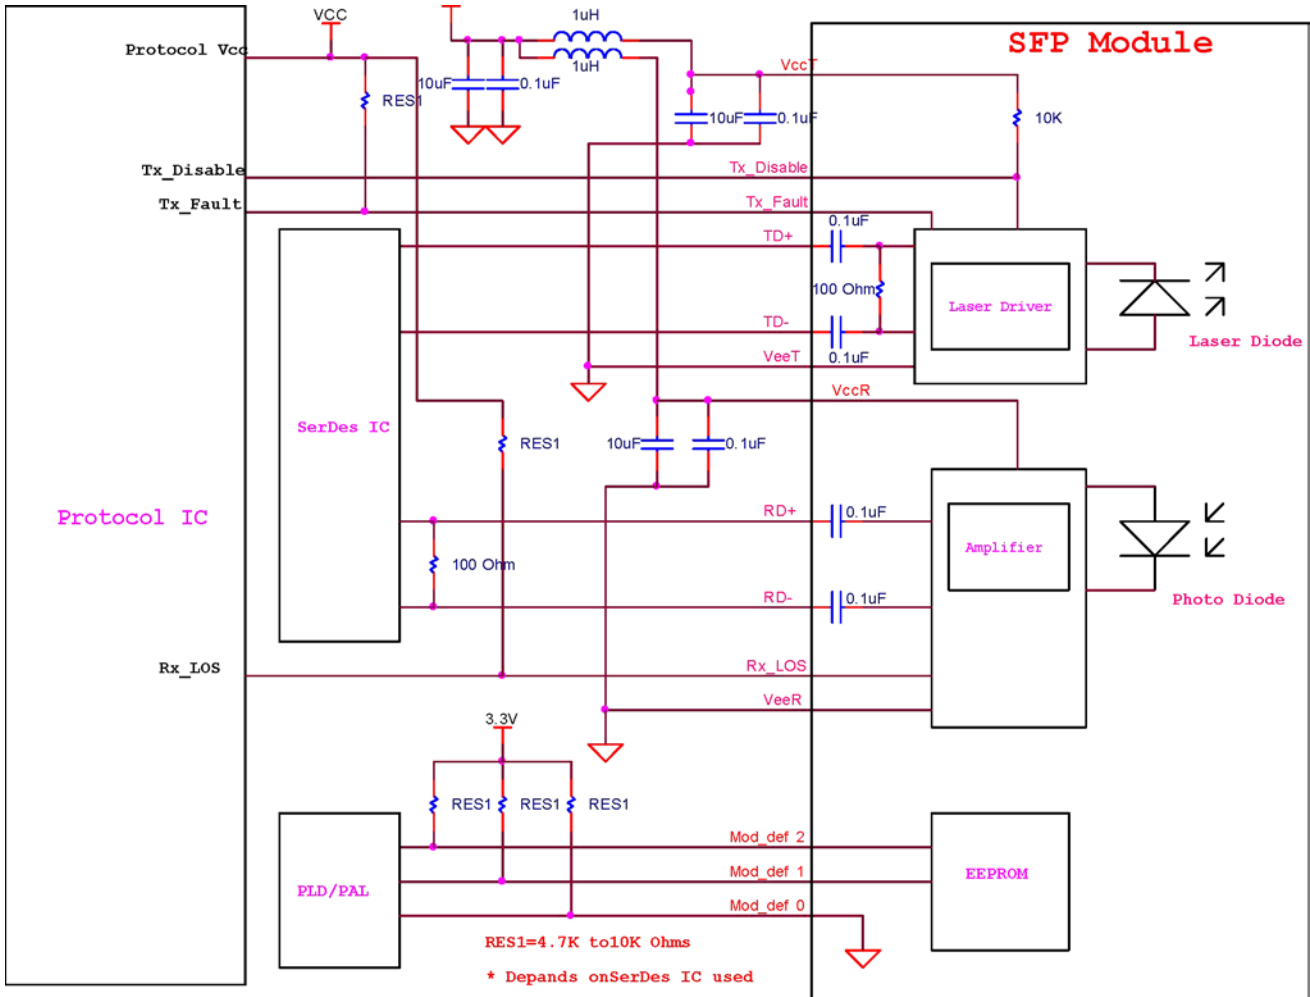 VCC
1uH
SFP Module
Protocol Vcc
1uH
VccT
10uF
0.1uF
RES1
10uF
0.1uF
10K
Tx_Disable
Tx_Disable
Tx_Fault
Tx_Fault
0.1uF
TD+
100 Ohm
Laser Driver
TD-
Laser Diode
VeeT
0.1uF
VccR
SerDes IC
RES1
10uF
0.1uF
Protocol IC
RD+
0.1uF
Amplifier
100 Ohm
RD-
0.1uF
Photo Diode
Rx_LOS
Rx_LOS
VeeR
3.3V
RES1
RES1
RES1
Mod_def 2
Mod_def 1
EEPROM
PLD/PAL
Mod_def 0
RES1=4.7K to10K Ohms
* Depands onSerDes IC used